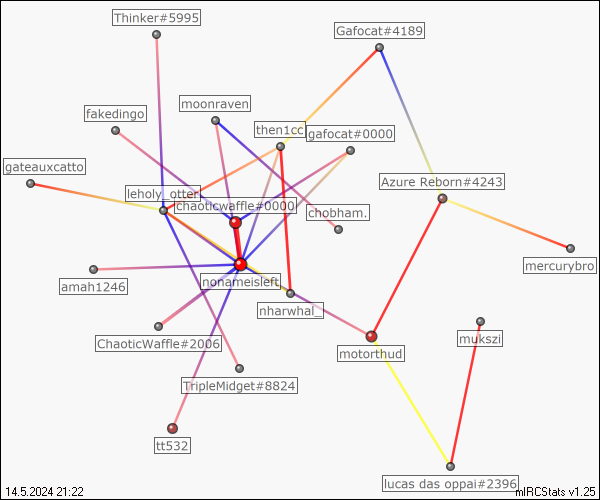 Thinker#5995
Gafocat#4189
moonraven
fakedingo
then1cc
gafocat#0000
gateauxcatto
Azure Reborn#4243
leholy_otter
chaoticwaffle#0000
chobham.
mercurybro
nonameisleft
amah1246
nharwhal_
mukszi
ChaoticWaffle#2006
motorthud
TripleMidget#8824
tt532
lucas das oppai#2396
14.5.2024 21:22
mIRCStats v1.25